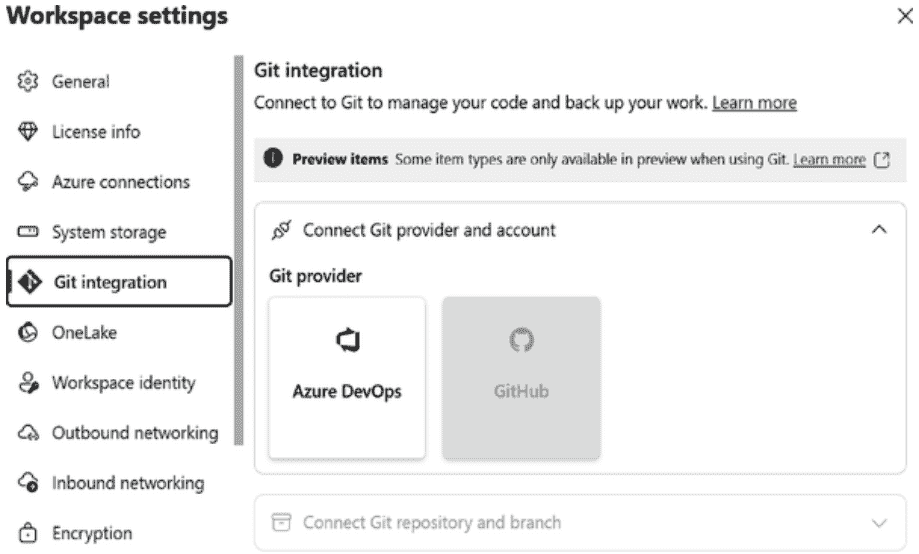 Workspace settings
General
License info
Azure connections
System storage
Git integration
OneLake
Workspace identity
Outbound networking
Inbound networking
Encryption
Git integration
Connect to Git to manage your code and back up your work. Learn more
Preview items Some item types are only available in preview when using Git. Learn more
Connect Git provider and account
Git provider
Azure DevOps
GitHub
Connect Git repository and branch